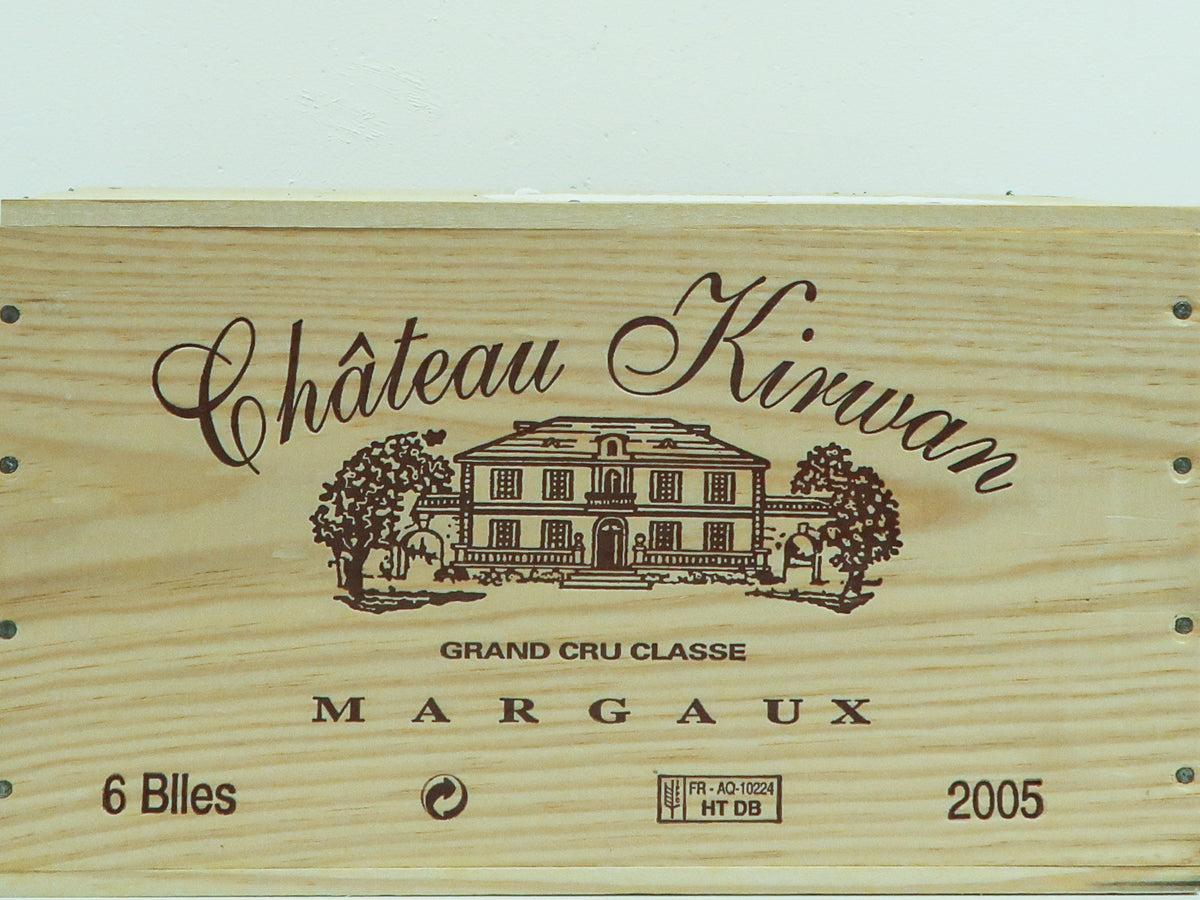 Château Kirwan
GRAND CRU CLASSE
MARGAUX
6 Blles
FR - AQ-10224
HT DB
2005